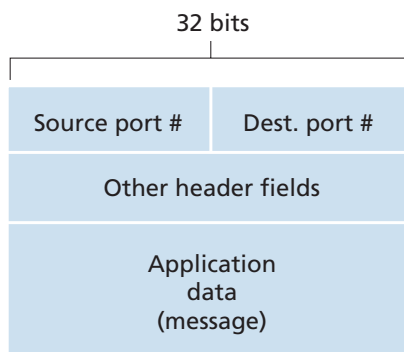 32 bits
Source port #
Dest. port #
Other header fields
Application
data
(message)